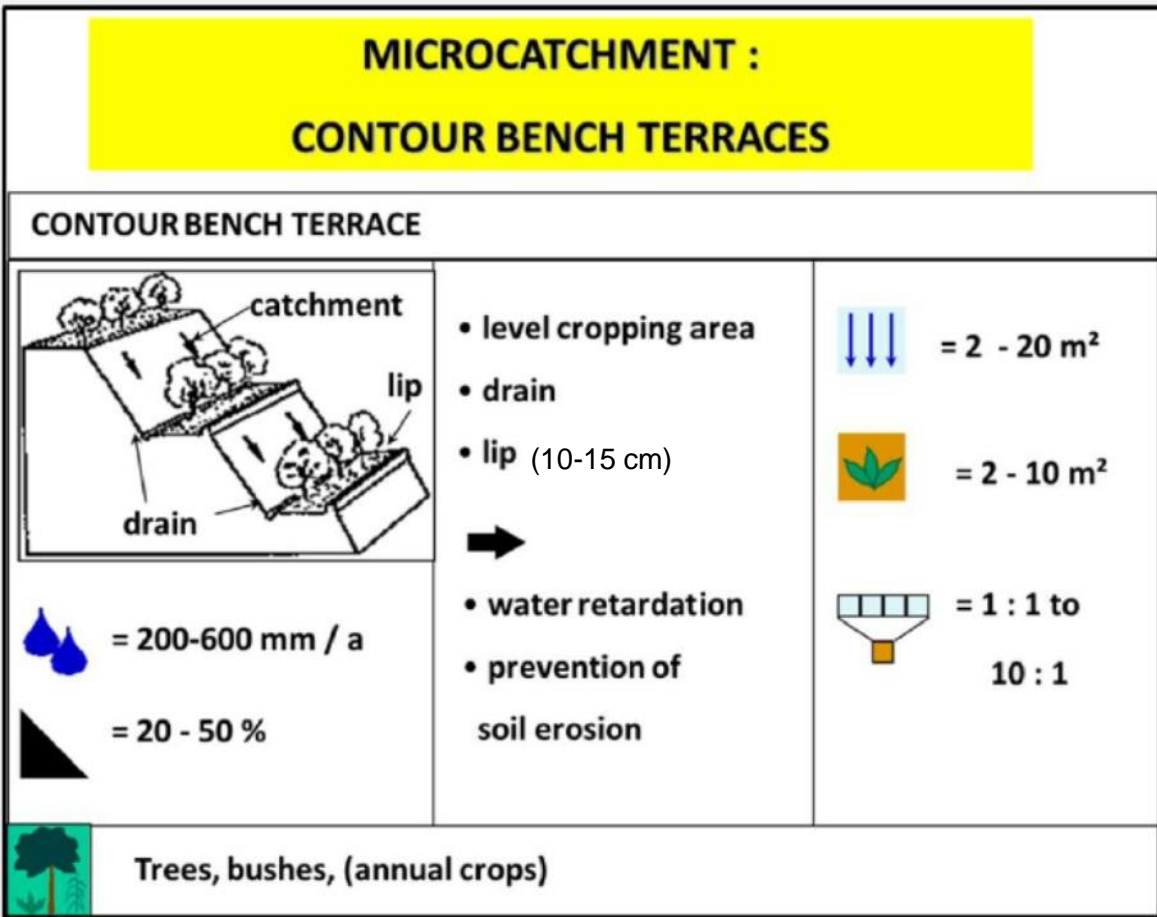 MICROCATCHMENT :
CONTOUR BENCH TERRACES
CONTOUR BENCH TERRACE
catchment
lip
drain
= 200-600 mm / a
= 20 - 50 %
• level cropping area
• drain
• lip (10-15 cm)
• water retardation
• prevention of
soil erosion
= 2 - 20 m²
= 2 - 10 m²
= 1 : 1 to
10 : 1
Trees, bushes, (annual crops)